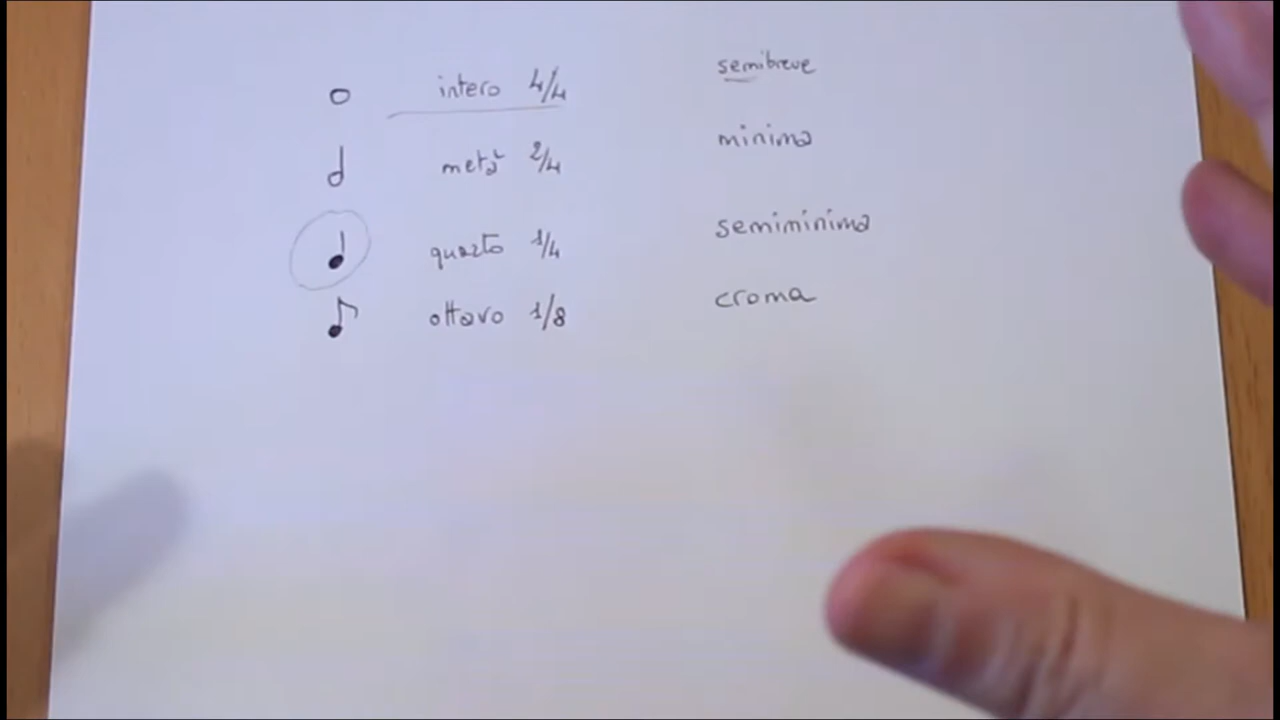 intero 4/4 semibreve
metà 2/4 minima
quarto 1/4 semiminima
ottavo 1/8 croma